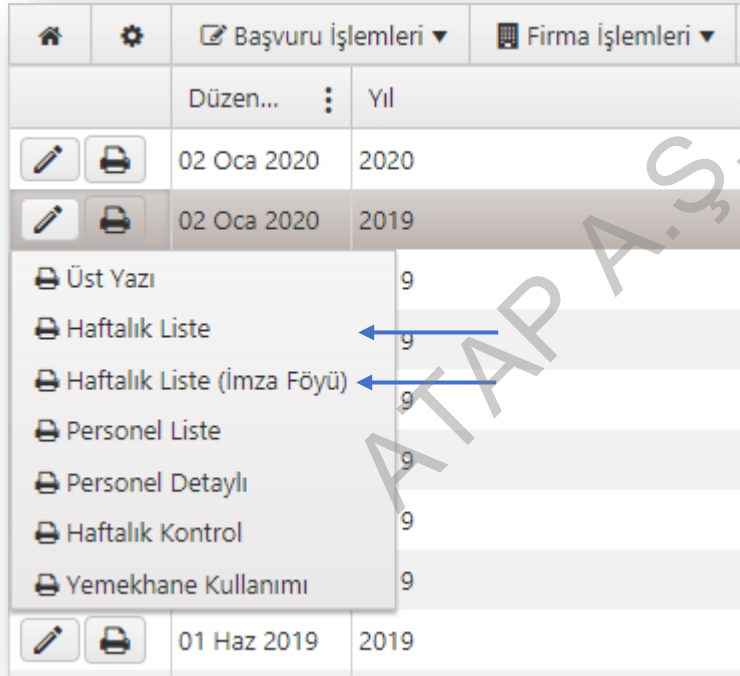 Başvuru İşlemleri ▼ Firma İşlemleri ▼
Düzen... Yıl
02 Oca 2020 2020
02 Oca 2020 2019
Üst Yazı 9
Haftalık Liste 9
Haftalık Liste (İmza Föyü) 9
Personel Liste 9
Personel Detaylı
Haftalık Kontrol 9
Yemekhane Kullanımı 9
01 Haz 2019 2019
ATAP A.Ş.